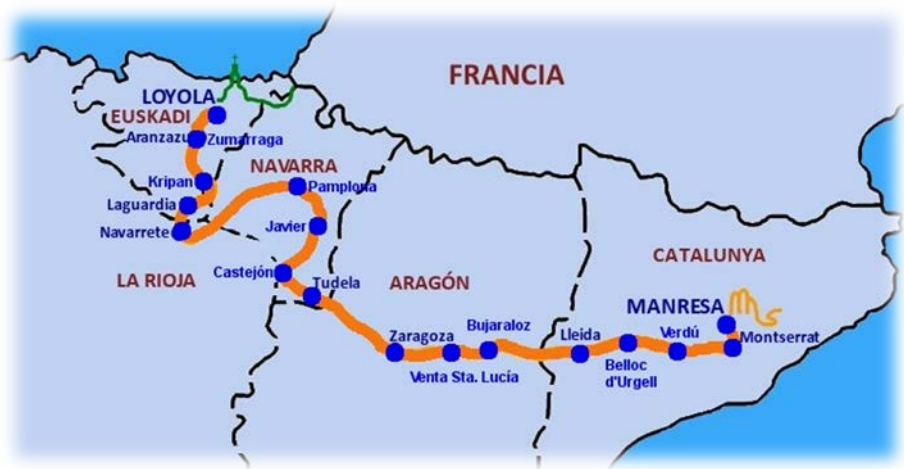 FRANCIA
LOYOLA
EUSKADI
Aranzazu
Zumarraga
NAVARRA
Kripan
Pamplona
Laguardia
Navarrete
Javier
LA RIOJA
Castejón
Tudela
ARAGÓN
CATALUNYA
MANRESA
Zaragoza
Bujaraloz
Lleida
Verdú
Montserrat
Venta Sta. Lucía
Belloc
d'Urgell